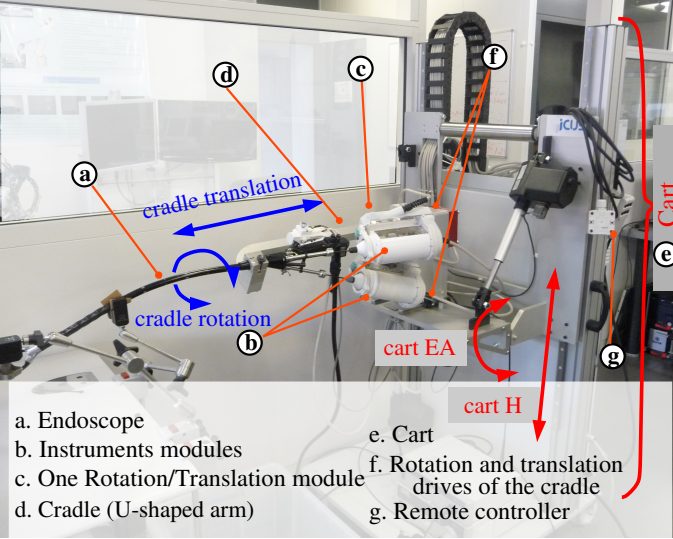 f
d
c
iCUBE
a
cradle translation
Cart
e
cradle rotation
b
cart EA
g
cart H
a. Endoscope
b. Instruments modules
c. One Rotation/Translation module
d. Cradle (U-shaped arm)
e. Cart
f. Rotation and translation
drives of the cradle
g. Remote controller